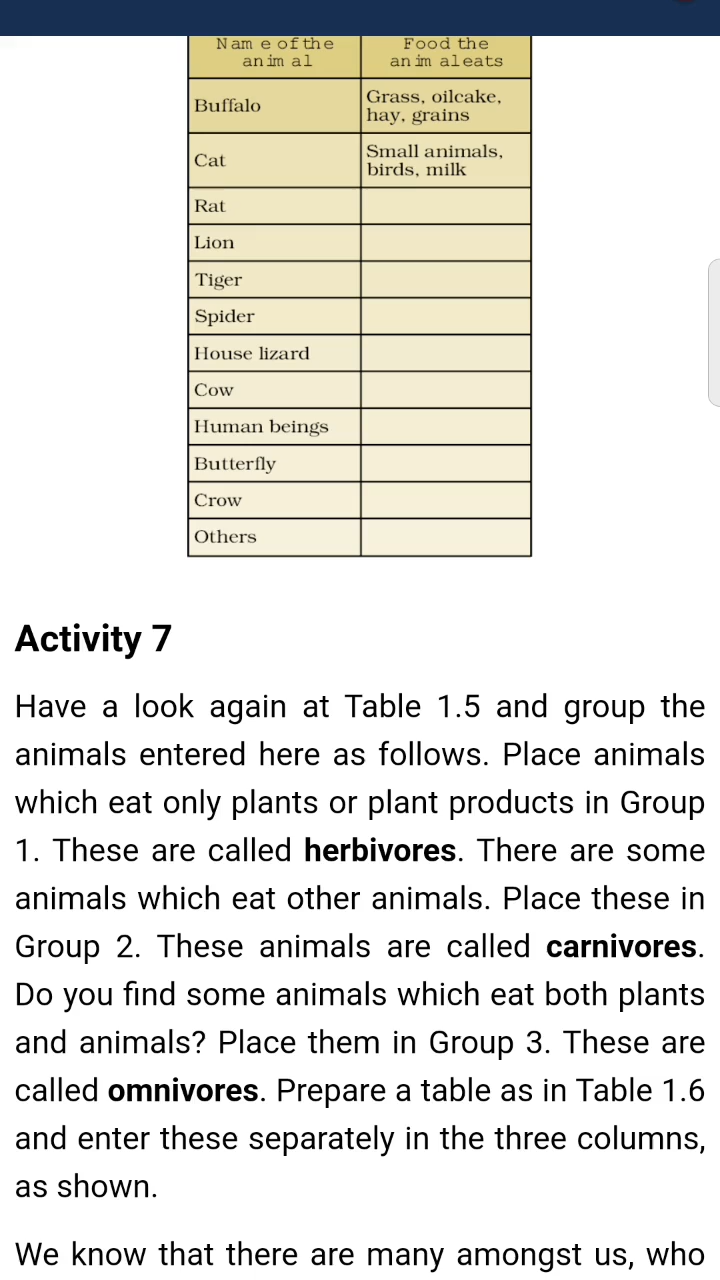 Name of the Food the
animal animal eats
Buffalo Grass, oilcake,
hay, grains
Cat Small animals,
birds, milk
Rat
Lion
Tiger
Spider
House lizard
Cow
Human beings
Butterfly
Crow
Others
Activity 7
Have a look again at Table 1.5 and group the
animals entered here as follows. Place animals
which eat only plants or plant products in Group
1. These are called herbivores. There are some
animals which eat other animals. Place these in
Group 2. These animals are called carnivores.
Do you find some animals which eat both plants
and animals? Place them in Group 3. These are
called omnivores. Prepare a table as in Table 1.6
and enter these separately in the three columns,
as shown.
We know that there are many amongst us, who